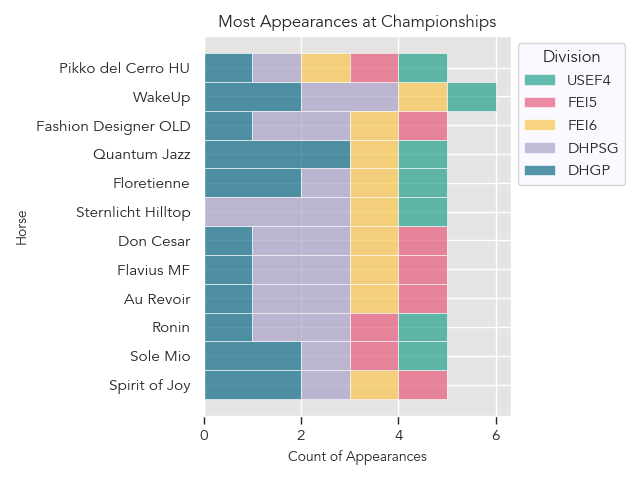 Most Appearances at Championships
Division
USEF4
FEI5
FEI6
DHPSG
DHGP
Horse
Pikko del Cerro HU
WakeUp
Fashion Designer OLD
Quantum Jazz
Floretienne
Sternlicht Hilltop
Don Cesar
Flavius MF
Au Revoir
Ronin
Sole Mio
Spirit of Joy
0 2 4 6
Count of Appearances